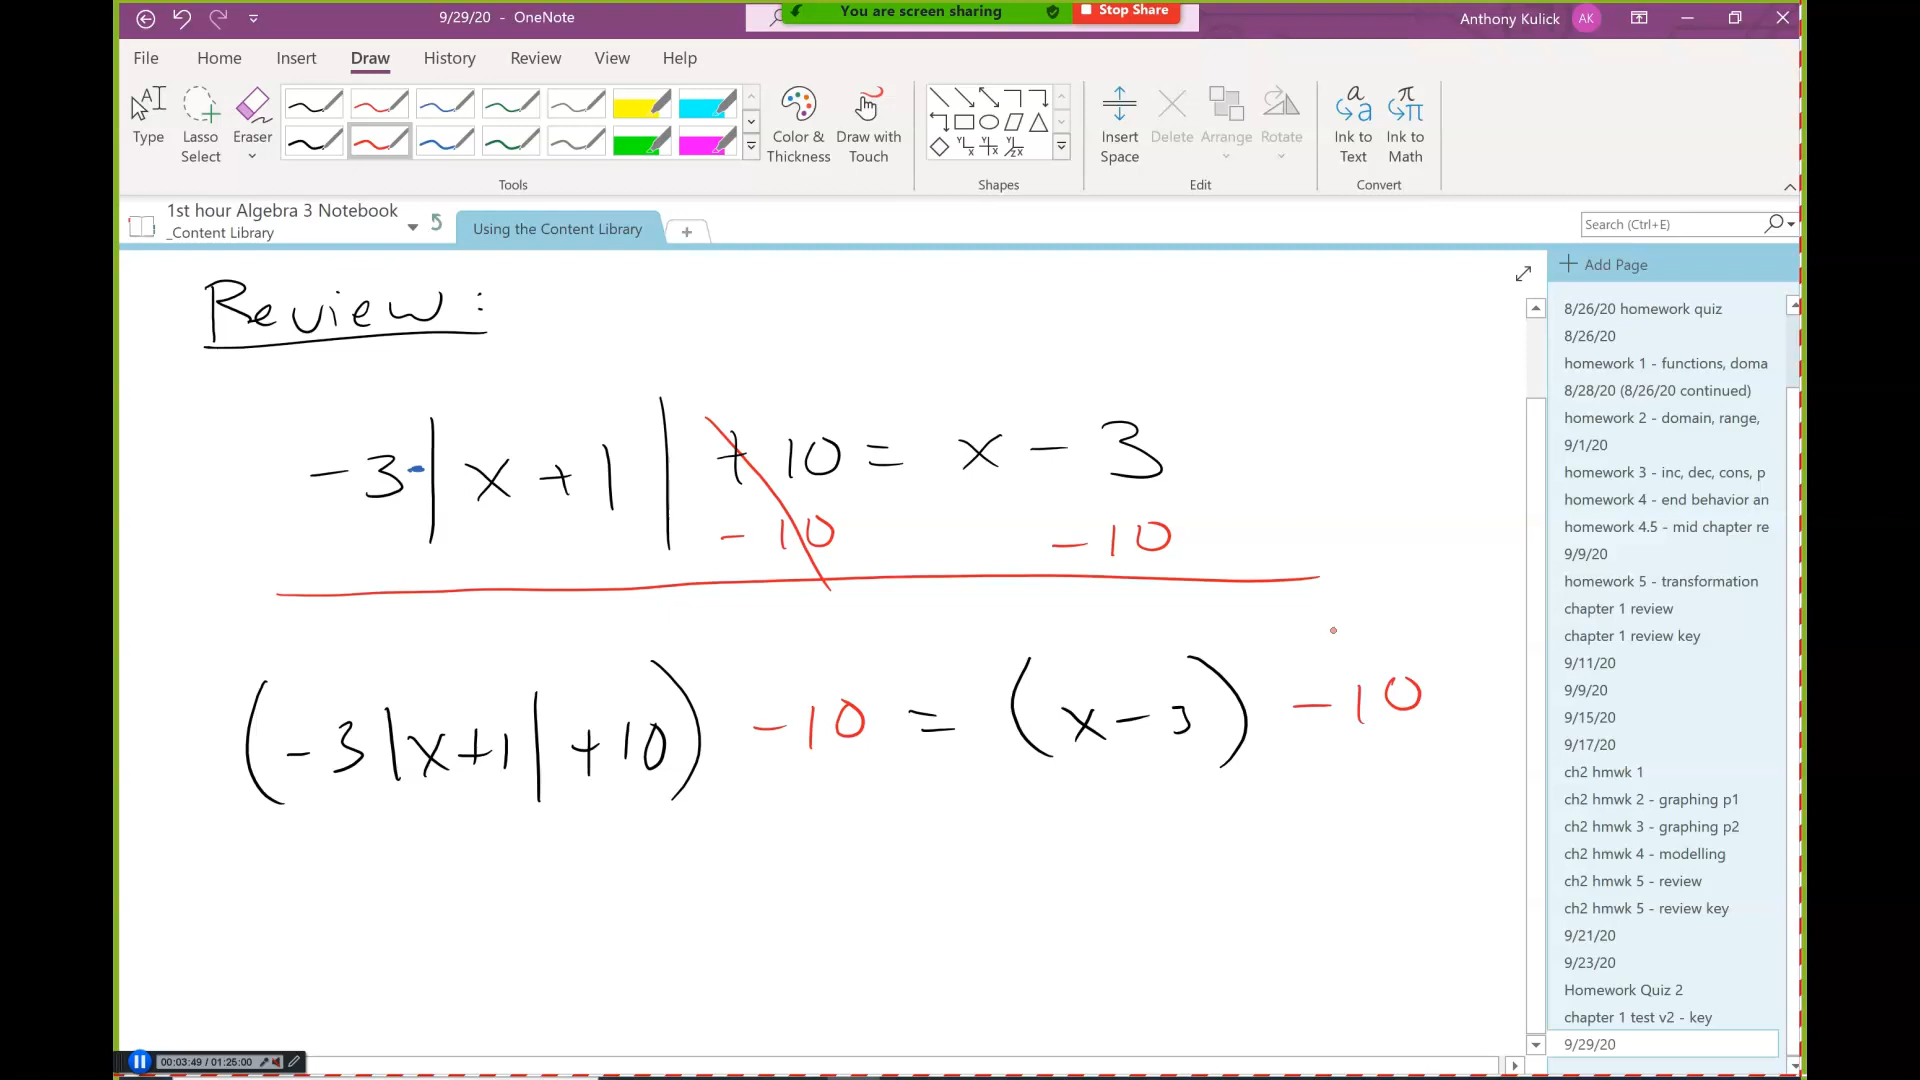 9/29/20 - OneNote
You are screen sharing
Stop Share
Anthony Kulick
AK
File Home Insert Draw History Review View Help
Type
Lasso Select
Eraser
Color & Thickness
Draw with Touch
Insert Space
Delete
Arrange
Rotate
Ink to Text
Ink to Math
Tools Shapes Edit Convert
1st hour Algebra 3 Notebook
_Content Library
Using the Content Library
Search (Ctrl+E)
Add Page
Review:
-3·|x+1| +10 = x - 3
-10 -10
(-3|x+1|+10) -10 = (x-3) -10
8/26/20 homework quiz
8/26/20
homework 1 - functions, doma
8/28/20 (8/26/20 continued)
homework 2 - domain, range,
9/1/20
homework 3 - inc, dec, cons, p
homework 4 - end behavior an
homework 4.5 - mid chapter re
9/9/20
homework 5 - transformation
chapter 1 review
chapter 1 review key
9/11/20
9/9/20
9/15/20
9/17/20
ch2 hmwk 1
ch2 hmwk 2 - graphing p1
ch2 hmwk 3 - graphing p2
ch2 hmwk 4 - modelling
ch2 hmwk 5 - review
ch2 hmwk 5 - review key
9/21/20
9/23/20
Homework Quiz 2
chapter 1 test v2 - key
9/29/20
00:03:49 / 01:25:00